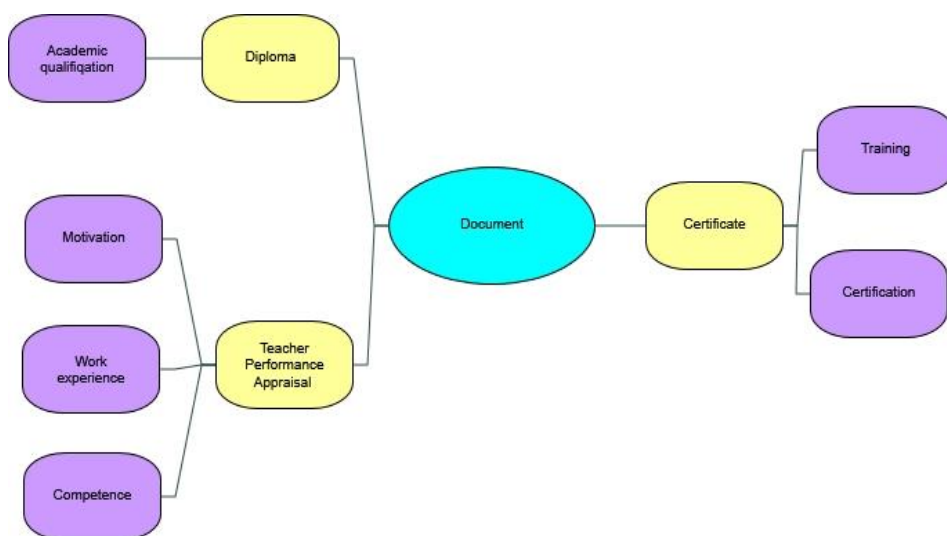 Academic
qualifiqation
Diploma
Motivation
Work
experience
Competence
Teacher
Performance
Appraisal
Document
Certificate
Training
Certification